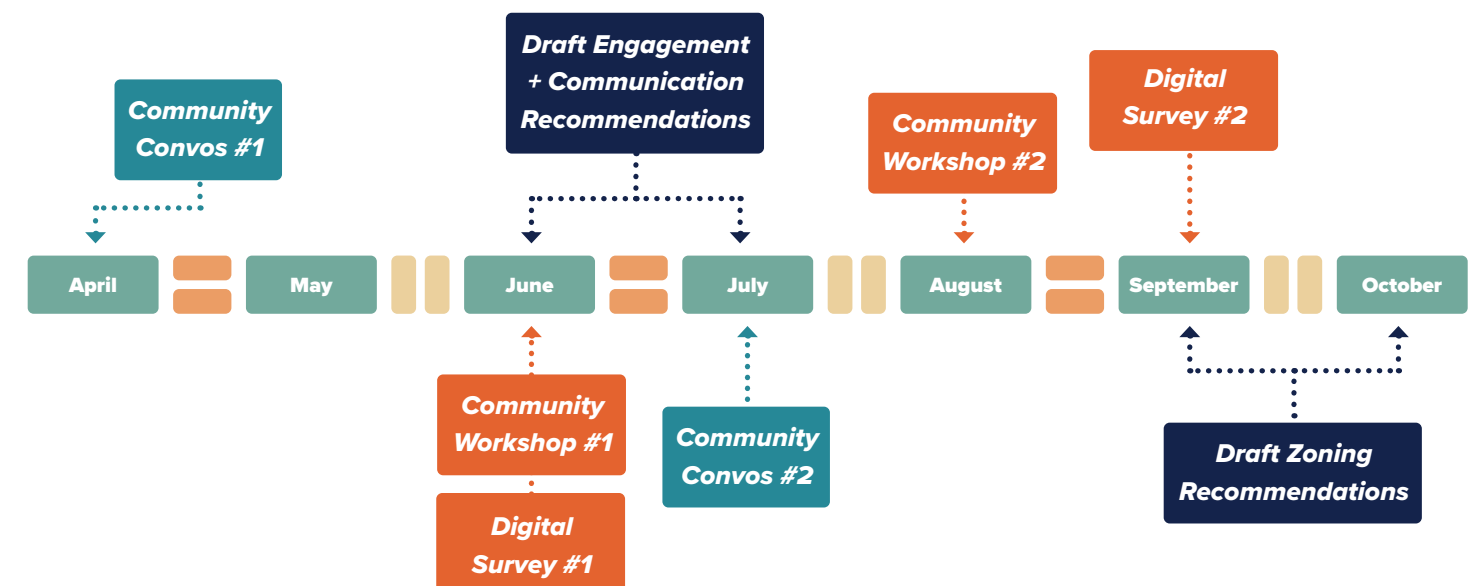 Draft Engagement
+ Communication
Recommendations
Community
Convos #1
Community
Workshop #2
Digital
Survey #2
April
May
June
July
August
September
October
Community
Workshop #1
Digital
Survey #1
Community
Convos #2
Draft Zoning
Recommendations